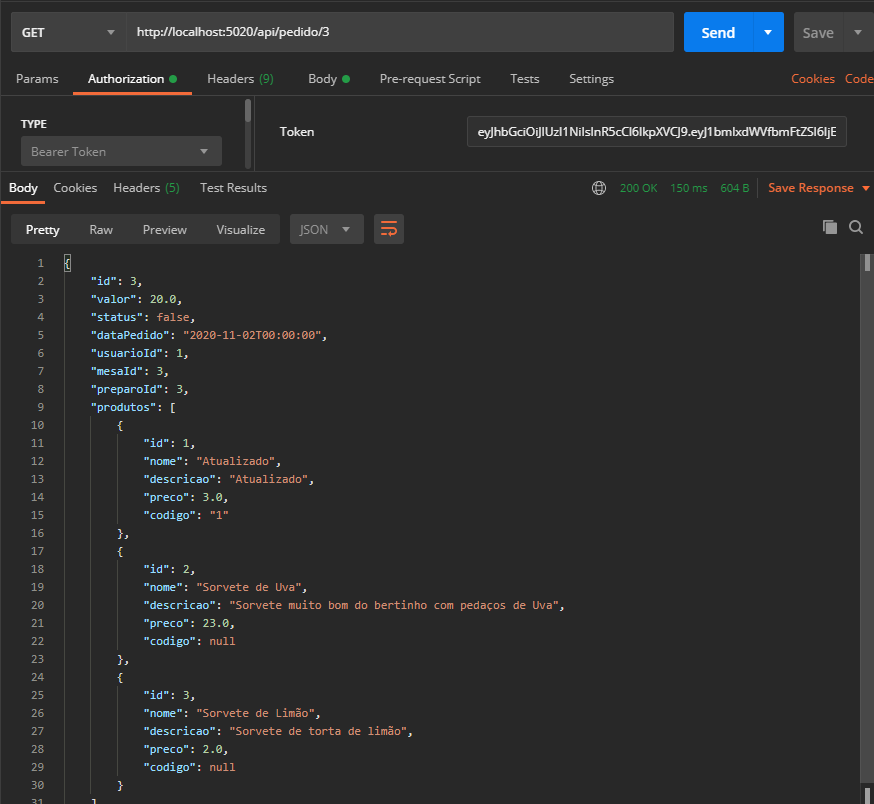 GET http://localhost:5020/api/pedido/3 Send Save
Params Authorization Headers (9) Body Pre-request Script Tests Settings Cookies Code
TYPE
Bearer Token
Token
Body Cookies Headers (5) Test Results 200 OK 150 ms 604 B Save Response
Pretty Raw Preview Visualize JSON
1 {
2 "id": 3,
3 "valor": 20.0,
4 "status": false,
5 "dataPedido": "2020-11-02T00:00:00",
6 "usuarioId": 1,
7 "mesaId": 3,
8 "preparoId": 3,
9 "produtos": [
10 {
11 "id": 1,
12 "nome": "Atualizado",
13 "descricao": "Atualizado",
14 "preco": 3.0,
15 "codigo": "1"
16 },
17 {
18 "id": 2,
19 "nome": "Sorvete de Uva",
20 "descricao": "Sorvete muito bom do bertinho com pedaços de Uva",
21 "preco": 23.0,
22 "codigo": null
23 },
24 {
25 "id": 3,
26 "nome": "Sorvete de Limão",
27 "descricao": "Sorvete de torta de limão",
28 "preco": 2.0,
29 "codigo": null
30 }
31 ]